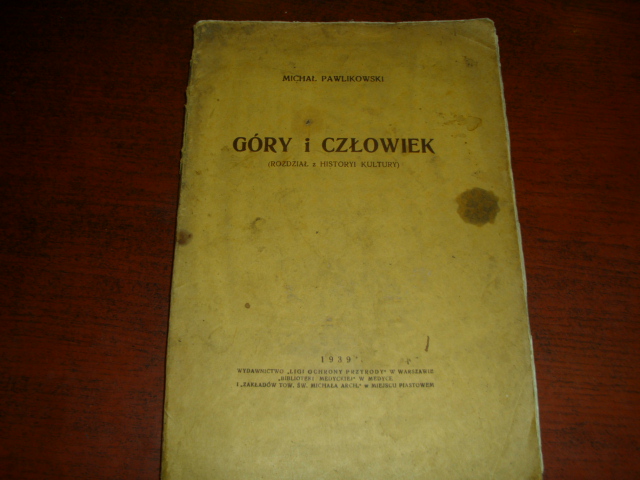 MICHAŁ PAWLIKOWSKI
GÓRY i CZŁOWIEK
(ROZDZIAŁ z HISTORYI KULTURY)
1939
WYDAWNICTWO „LIGI OCHRONY PRZYRODY" W WARSZAWIE
„BIBLIOTEKI MEDYCKIEJ" W MEDYCE
I „ZAKŁADÓW TOW. ŚW. MICHAŁA ARCH." W MIEJSCU PIASTOWEM